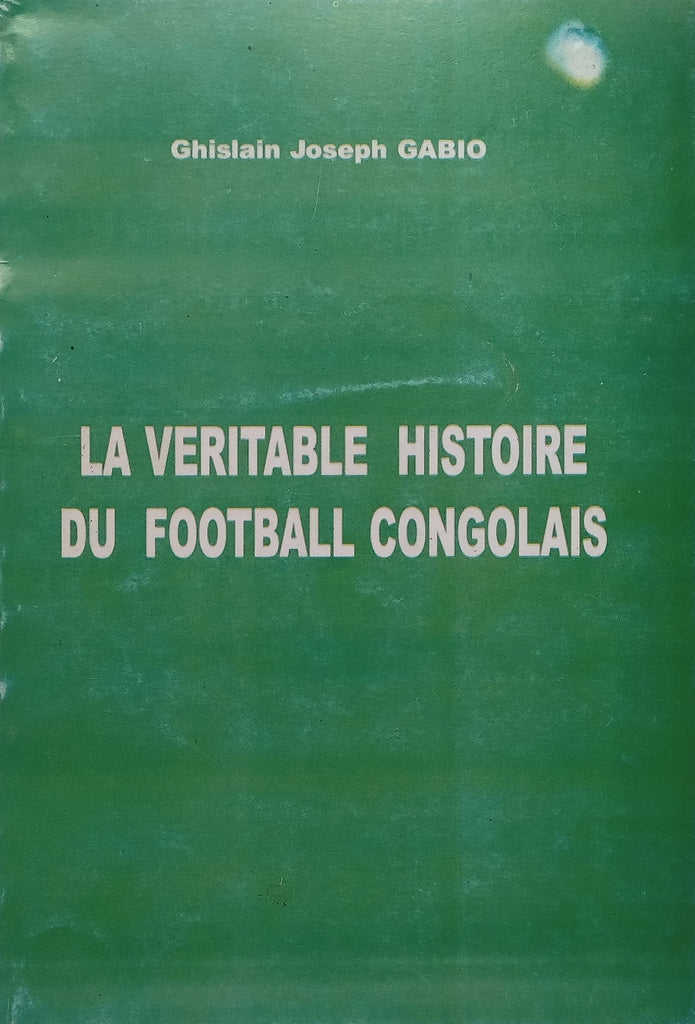 Ghislain Joseph GABIO
LA VERITABLE HISTOIRE
DU FOOTBALL CONGOLAIS